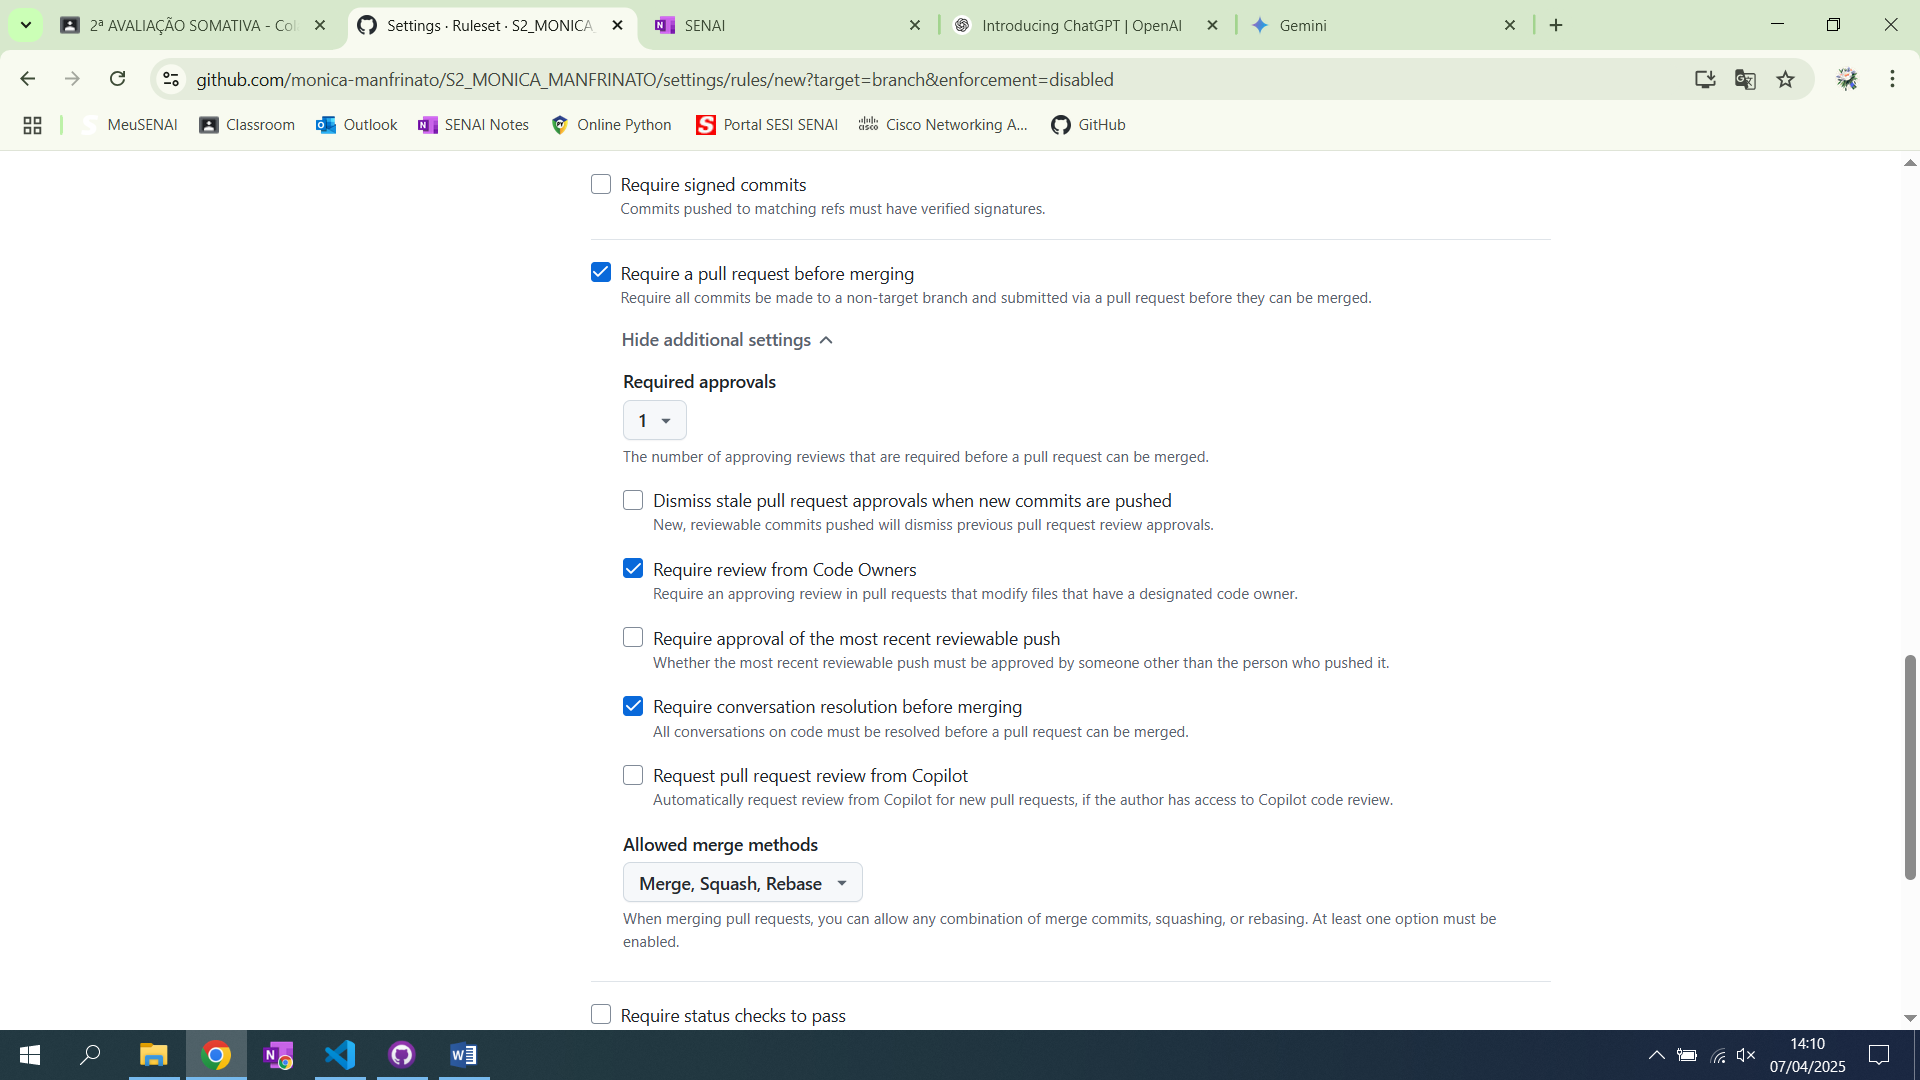 2ª AVALIAÇÃO SOMATIVA - Col
Settings · Ruleset · S2_MONICA_
SENAI
Introducing ChatGPT | OpenAI
Gemini
github.com/monica-manfrinato/S2_MONICA_MANFRINATO/settings/rules/new?target=branch&enforcement=disabled
MeuSENAI
Classroom
Outlook
SENAI Notes
Online Python
Portal SESI SENAI
Cisco Networking A...
GitHub
Require signed commits
Commits pushed to matching refs must have verified signatures.
Require a pull request before merging
Require all commits be made to a non-target branch and submitted via a pull request before they can be merged.
Hide additional settings
Required approvals
1
The number of approving reviews that are required before a pull request can be merged.
Dismiss stale pull request approvals when new commits are pushed
New, reviewable commits pushed will dismiss previous pull request review approvals.
Require review from Code Owners
Require an approving review in pull requests that modify files that have a designated code owner.
Require approval of the most recent reviewable push
Whether the most recent reviewable push must be approved by someone other than the person who pushed it.
Require conversation resolution before merging
All conversations on code must be resolved before a pull request can be merged.
Request pull request review from Copilot
Automatically request review from Copilot for new pull requests, if the author has access to Copilot code review.
Allowed merge methods
Merge, Squash, Rebase
When merging pull requests, you can allow any combination of merge commits, squashing, or rebasing. At least one option must be
enabled.
Require status checks to pass
14:10
07/04/2025